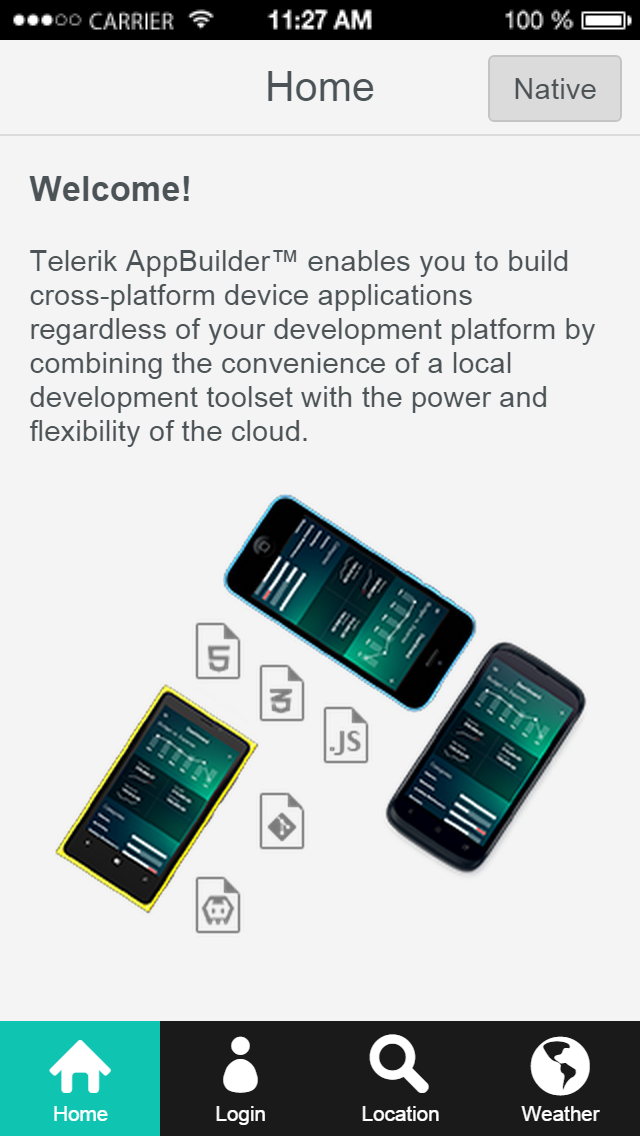 CARRIER 11:27 AM 100 %
Home Native
Welcome!
Telerik AppBuilder™ enables you to build
cross-platform device applications
regardless of your development platform by
combining the convenience of a local
development toolset with the power and
flexibility of the cloud.
5
3
.JS
Home Login Location Weather